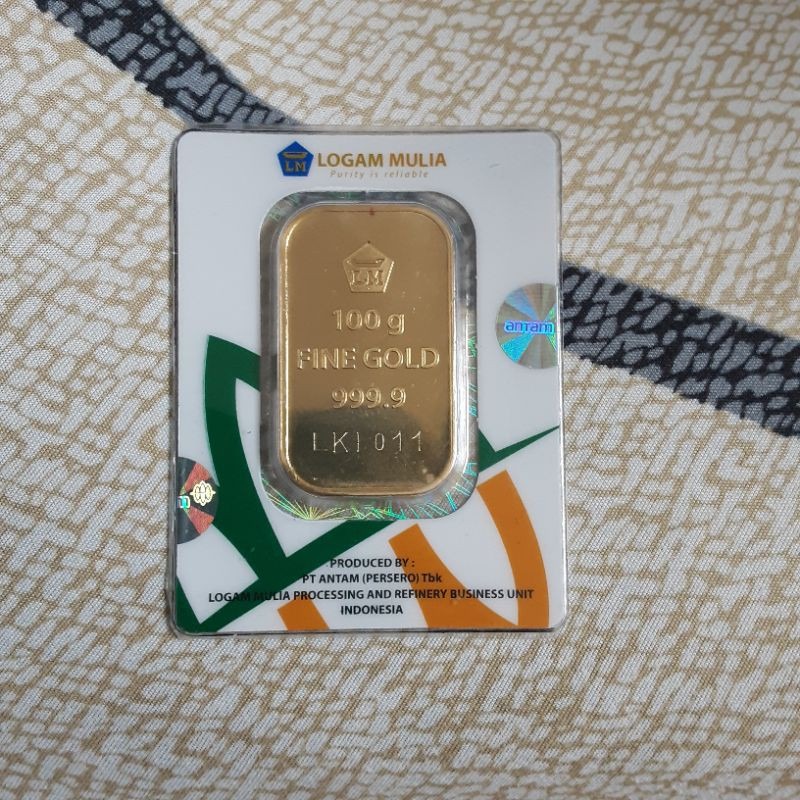 LM
LOGAM MULIA
Purity is reliable
LM
100 g
FINE GOLD
999.9
LKI 011
antam
PRODUCED BY :
PT ANTAM (PERSERO) Tbk
LOGAM MULIA PROCESSING AND REFINERY BUSINESS UNIT
INDONESIA